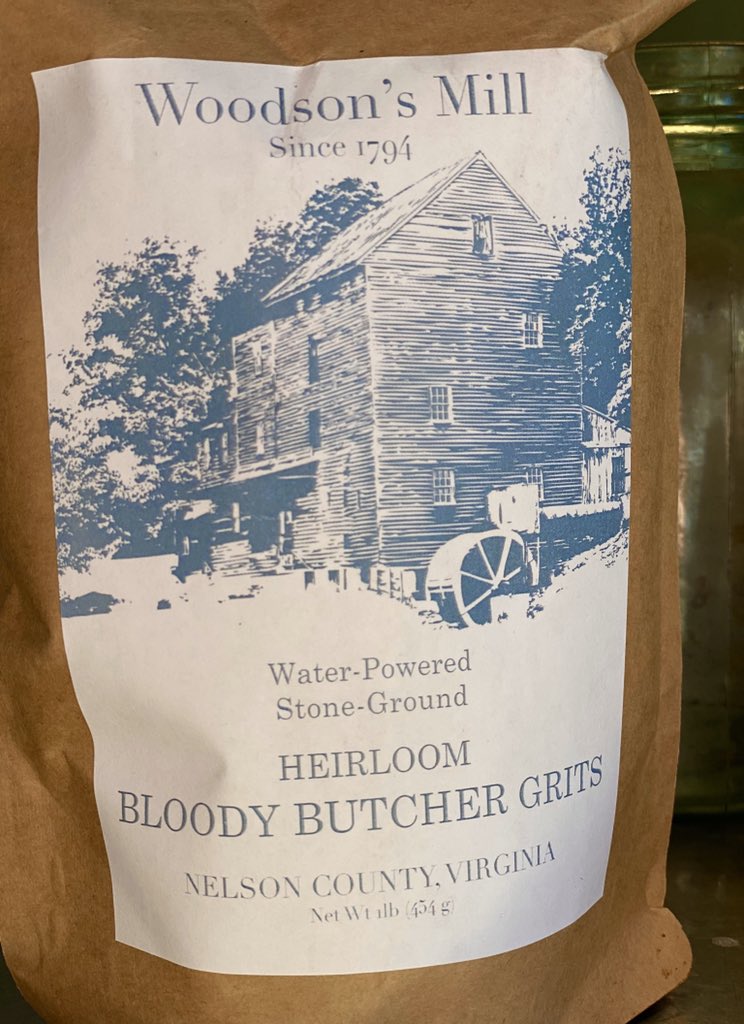 Woodson's Mill
Since 1794
Water-Powered
Stone-Ground
HEIRLOOM
BLOODY BUTCHER GRITS
NELSON COUNTY, VIRGINIA
Net Wt 1lb (454 g)